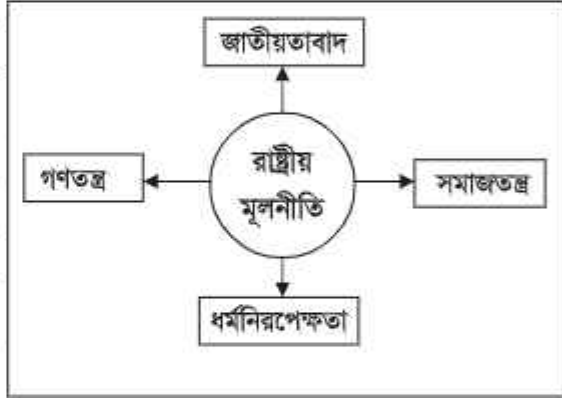 জাতীয়তাবাদ
গণতন্ত্র
রাষ্ট্রীয়
মূলনীতি
সমাজতন্ত্র
ধর্মনিরপেক্ষতা